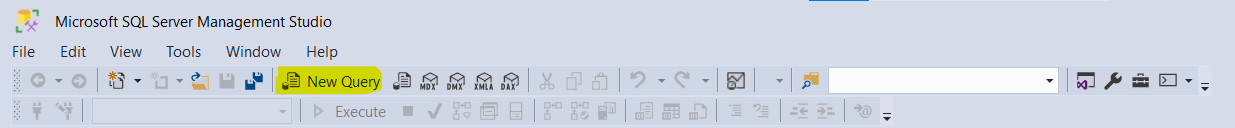 Microsoft SQL Server Management Studio
File Edit View Tools Window Help
New Query MDX DMX XMLA DAX
Execute